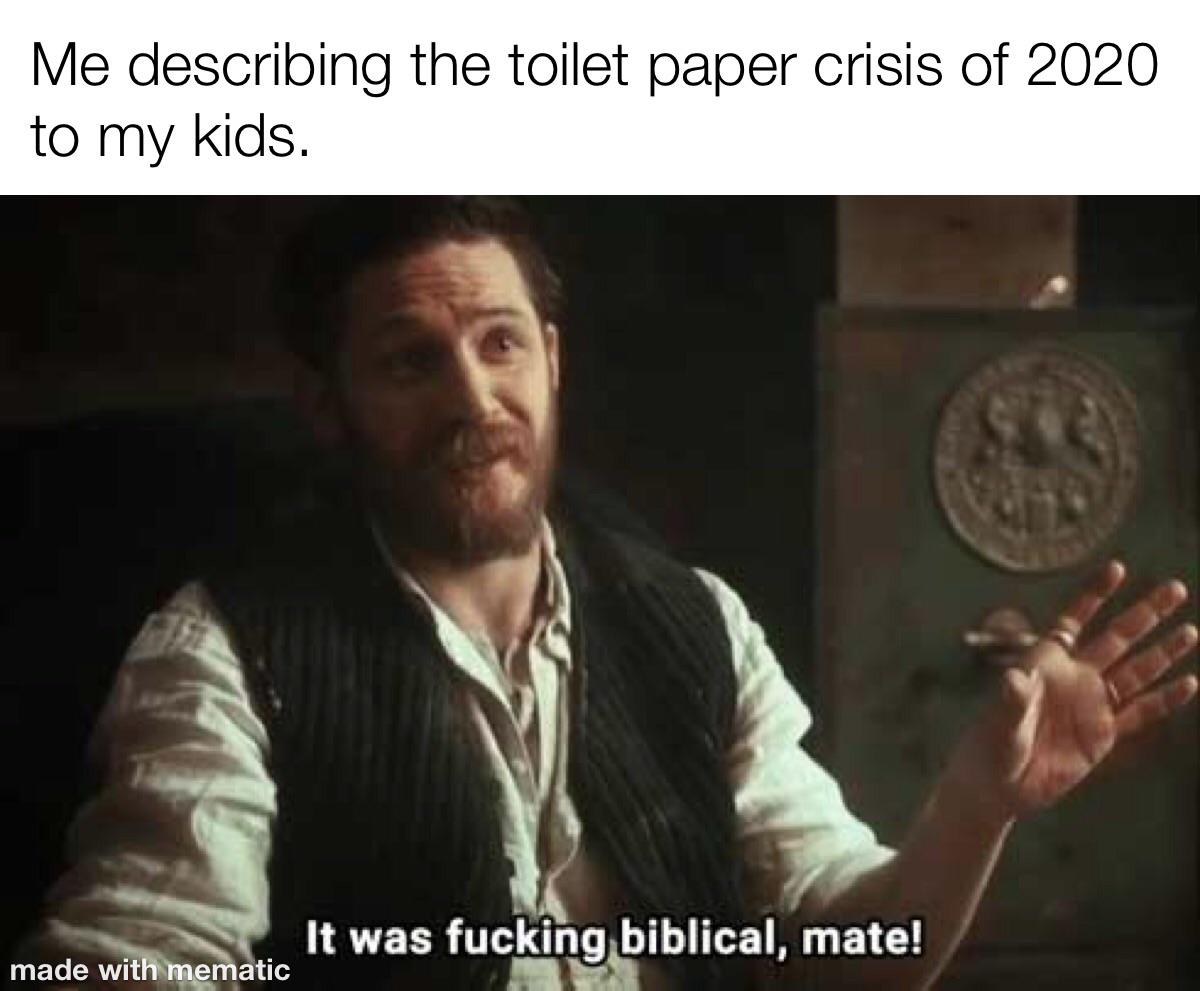 Me describing the toilet paper crisis of 2020
to my kids.
It was fucking biblical, mate!
made with mematic